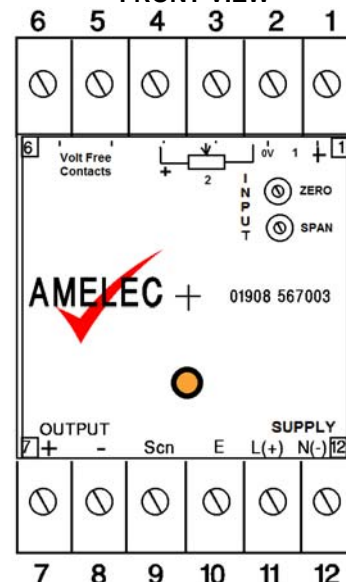 FRONT VIEW
6 5 4 3 2 1
6 Volt Free 0V 1 + 1
Contacts + 2
INPUT
ZERO
SPAN
AMELEC 01908 567003
OUTPUT SUPPLY
7 + - Scn E L(+) N(-) 12
7 8 9 10 11 12